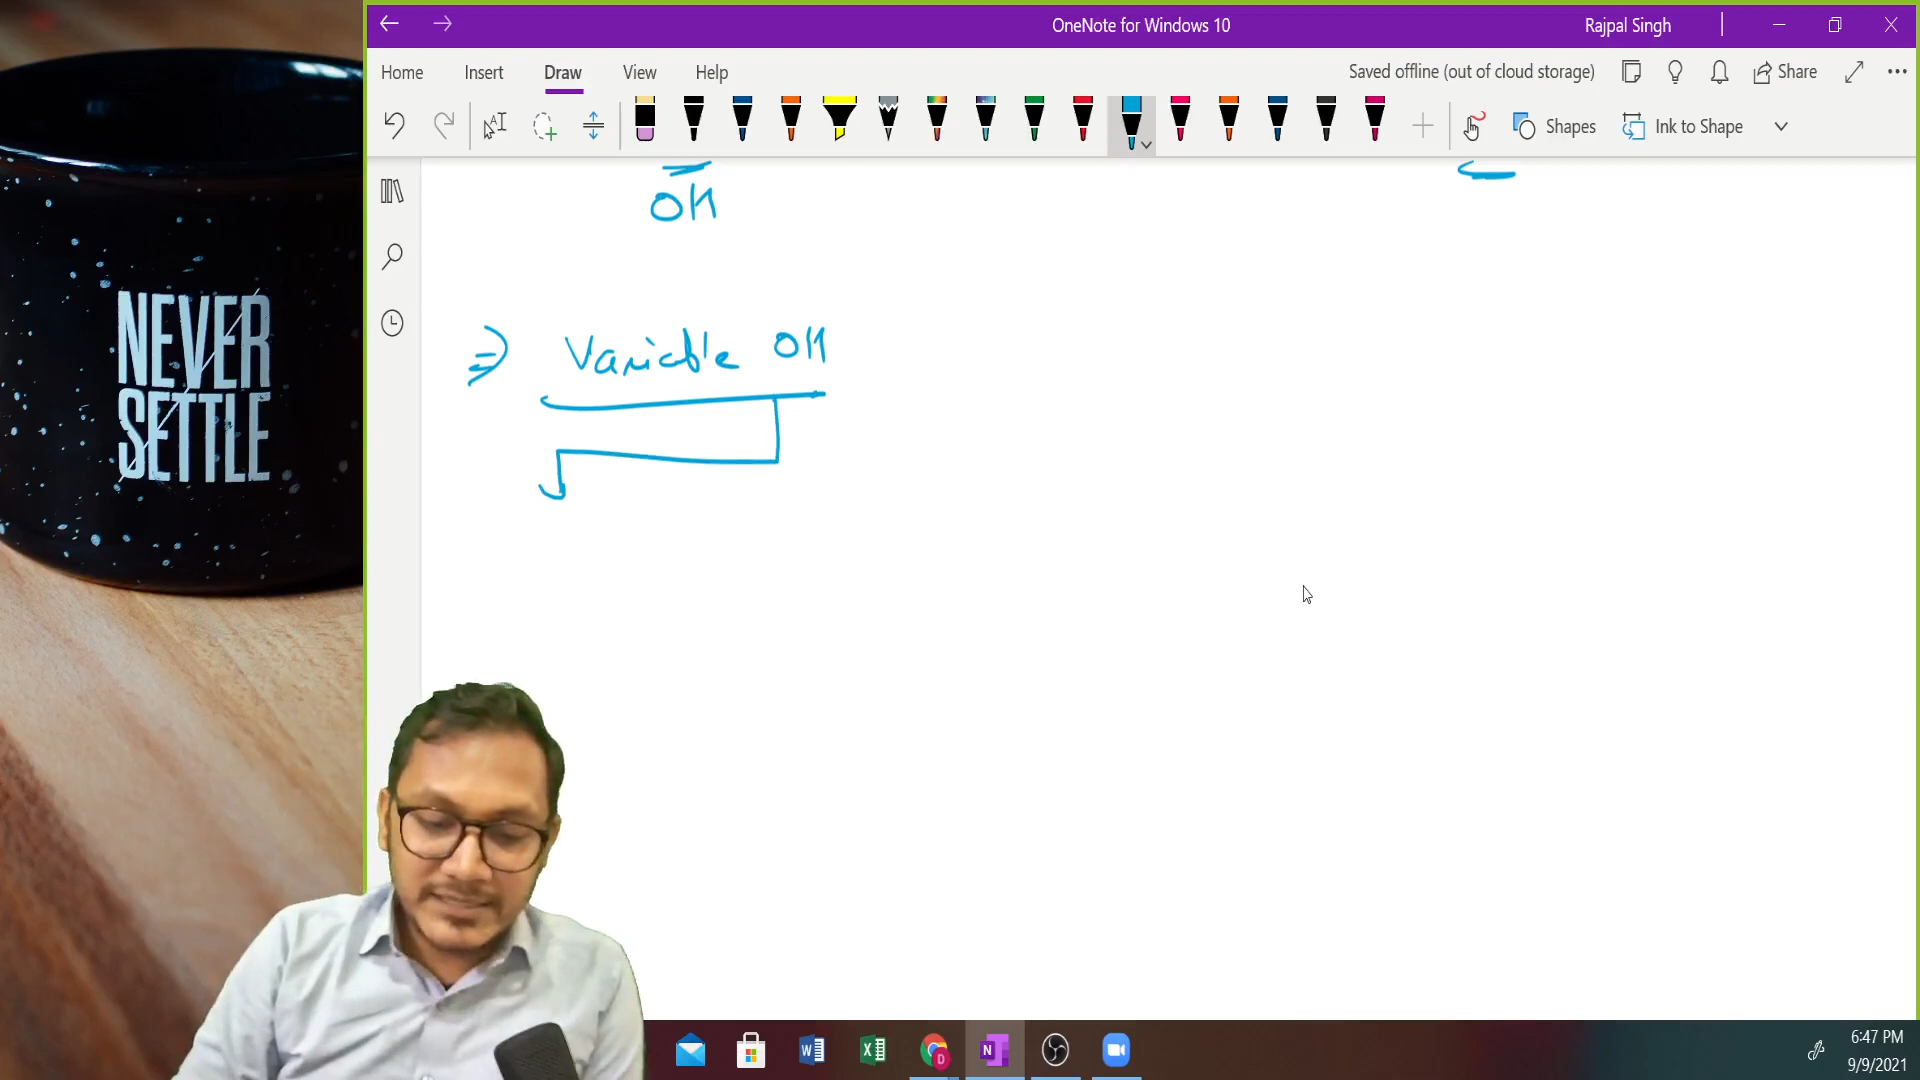 OneNote for Windows 10
Rajpal Singh
Home
Insert
Draw
View
Help
Saved offline (out of cloud storage)
Share
Shapes
Ink to Shape
OH
Variable OH
NEVER
SETTLE
6:47 PM
9/9/2021